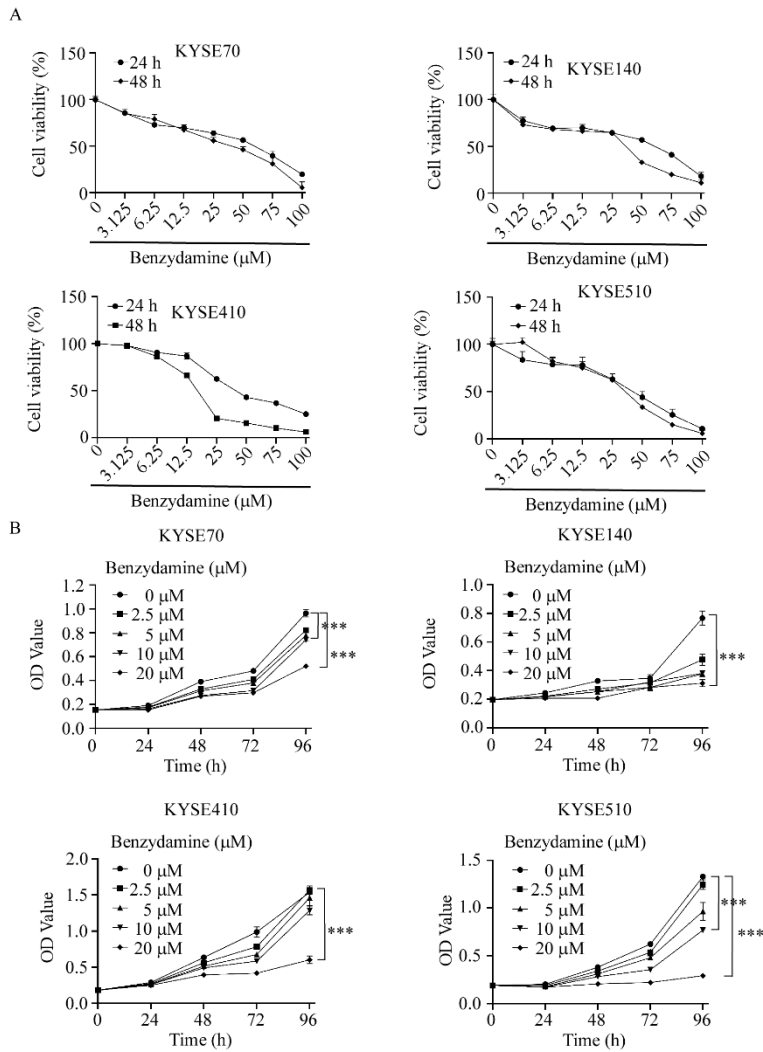 A
KYSE70
24 h
48 h
Cell viability (%)
150
100
50
0
0 3.125 6.25 12.5 25 50 75 100
Benzydamine (μM)
KYSE140
24 h
48 h
Cell viability (%)
150
100
50
0
0 3.125 6.25 12.5 25 50 75 100
Benzydamine (μM)
KYSE410
24 h
48 h
Cell viability (%)
150
100
50
0
0 3.125 6.25 12.5 25 50 75 100
Benzydamine (μM)
KYSE510
24 h
48 h
Cell viability (%)
150
100
50
0
0 3.125 6.25 12.5 25 50 75 100
Benzydamine (μM)
B
KYSE70
Benzydamine (μM)
0 μM
2.5 μM
5 μM
10 μM
20 μM
***
***
OD Value
1.2
1.0
0.8
0.6
0.4
0.2
0.0
0 24 48 72 96
Time (h)
KYSE140
Benzydamine (μM)
0 μM
2.5 μM
5 μM
10 μM
20 μM
***
OD Value
1.0
0.8
0.6
0.4
0.2
0.0
0 24 48 72 96
Time (h)
KYSE410
Benzydamine (μM)
0 μM
2.5 μM
5 μM
10 μM
20 μM
***
OD Value
2.0
1.5
1.0
0.5
0.0
0 24 48 72 96
Time (h)
KYSE510
Benzydamine (μM)
0 μM
2.5 μM
5 μM
10 μM
20 μM
***
***
OD Value
1.5
1.0
0.5
0.0
0 24 48 72 96
Time (h)